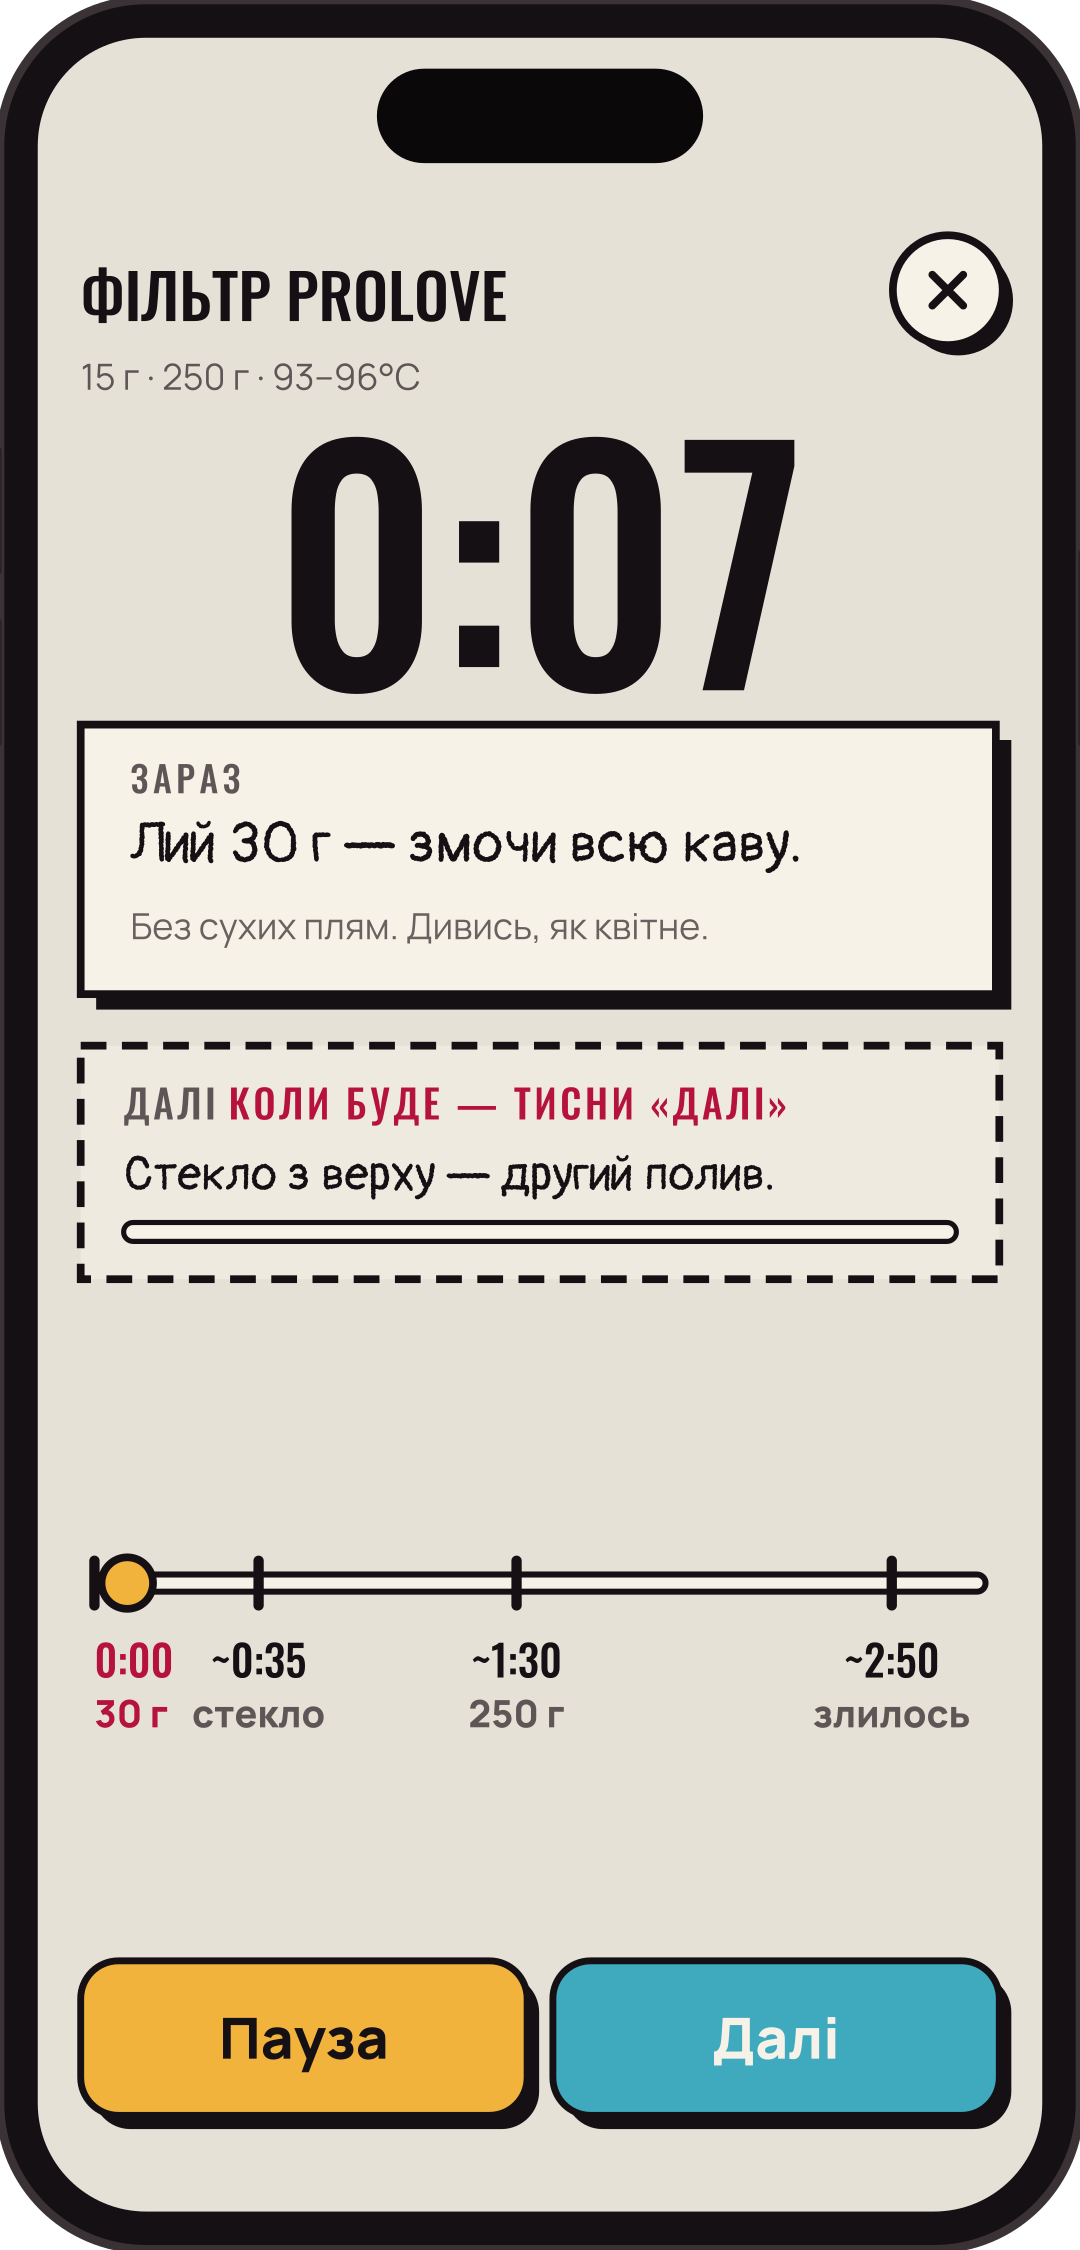 ФІЛЬТР PROLOVE
15 г · 250 г · 93–96°C
0:07
ЗАРАЗ
Лий 30 г — змочи всю каву.
Без сухих плям. Дивись, як квітне.
ДАЛІ КОЛИ БУДЕ — ТИСНИ «ДАЛІ»
Стекло з верху — другий полив.
0:00 ~0:35 ~1:30 ~2:50
30 г стекло 250 г злилось
Пауза Далі